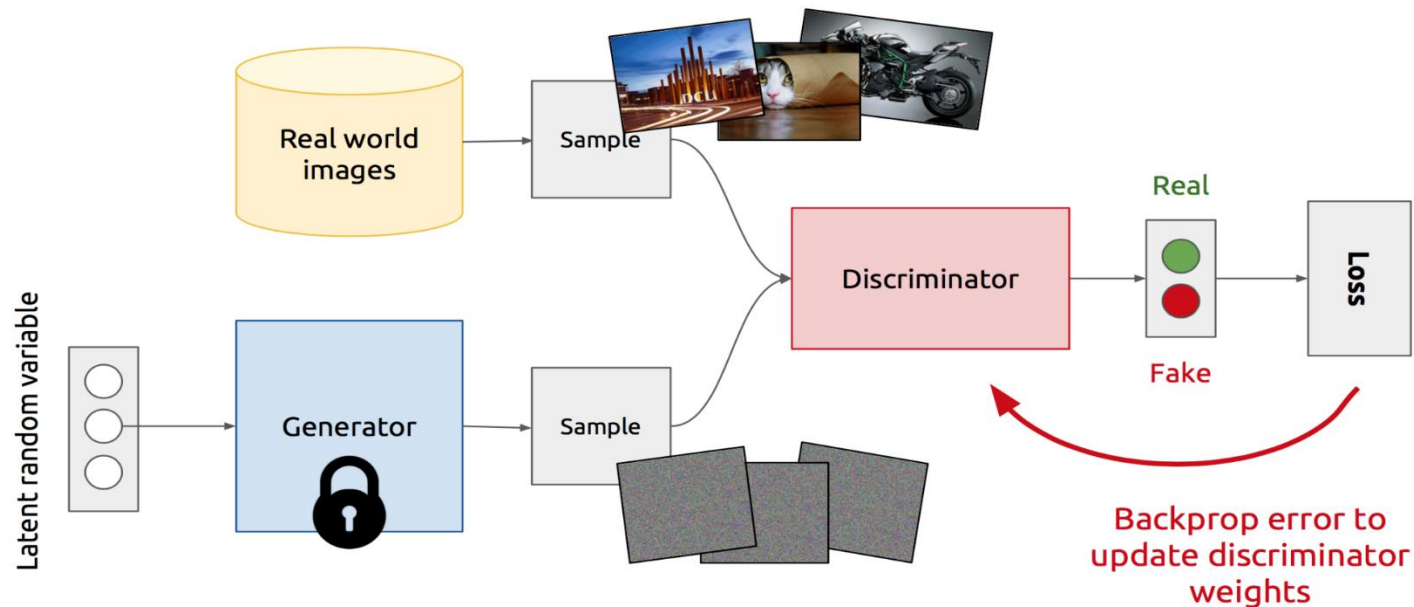 Real world
images
Sample
DCU
Real
Discriminator
Loss
Fake
Latent random variable
Generator
Sample
Backprop error to
update discriminator
weights